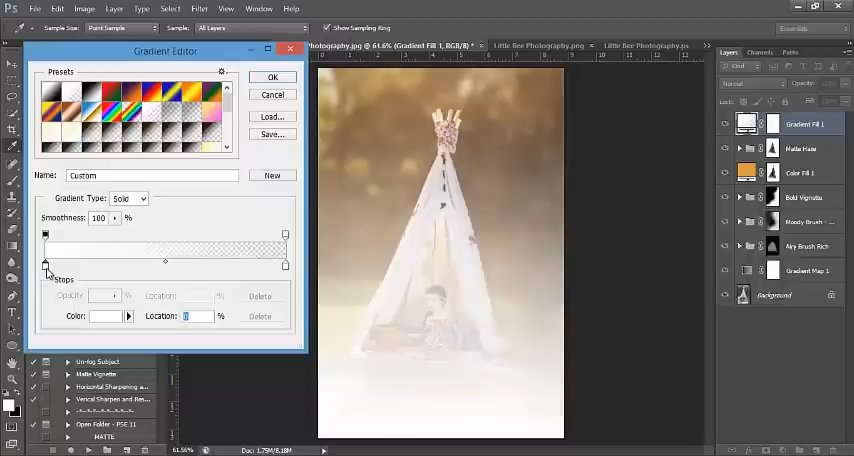 Ps File Edit Image Layer Type Select Filter View Window Help
Sample Size: Point Sample Sample: All Layers Show Sampling Ring Essentials
Gradient Editor
Photography.jpg @ 61.6% (Gradient Fill 1, RGB/8) * Little Bee Photography.png Little Bee Photography.ps
Presets
OK
Cancel
Load...
Save...
Name: Custom New
Gradient Type: Solid
Smoothness: 100 %
Stops
Opacity: % Location: Delete
Color: Location: 0 % Delete
Layers Channels Paths
Kind
Normal Opacity:
Lock: Fill:
Gradient Fill 1
Matte Haze
Color Fill 1
Bold Vignette
Moody Brush - ...
Airy Brush Rich
Gradient Map 1
Background
Un-fog Subject
Matte Vignette
Horizontal Sharpening a...
Verical Sharpen and Res...
Open Folder - PSE 11
MATTE
61.56% Doc: 1.75M/8.18M